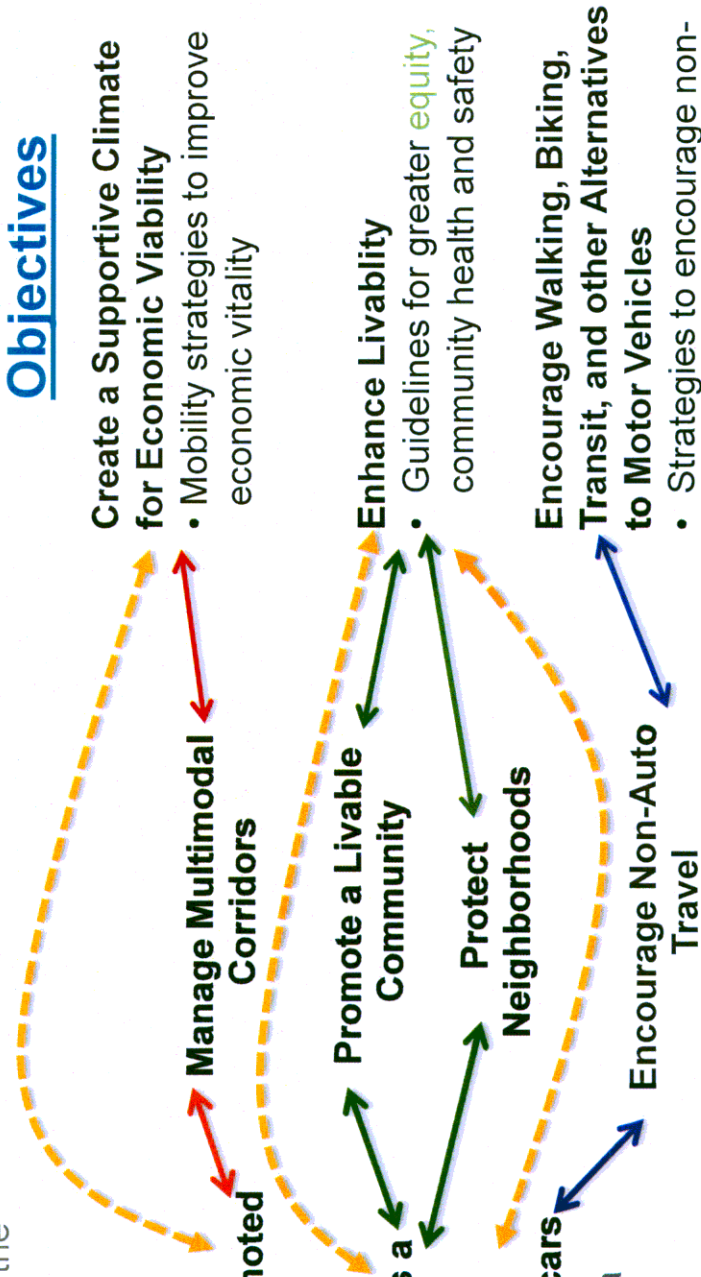 the
Objectives
Create a Supportive Climate
for Economic Viability
• Mobility strategies to improve
economic vitality
Manage Multimodal
Corridors
noted
Enhance Livablity
• Guidelines for greater equity,
community health and safety
Promote a Livable
Community
s a
Protect
Neighborhoods
Encourage Walking, Biking,
Transit, and other Alternatives
to Motor Vehicles
• Strategies to encourage non-
Encourage Non-Auto
Travel
cars
a